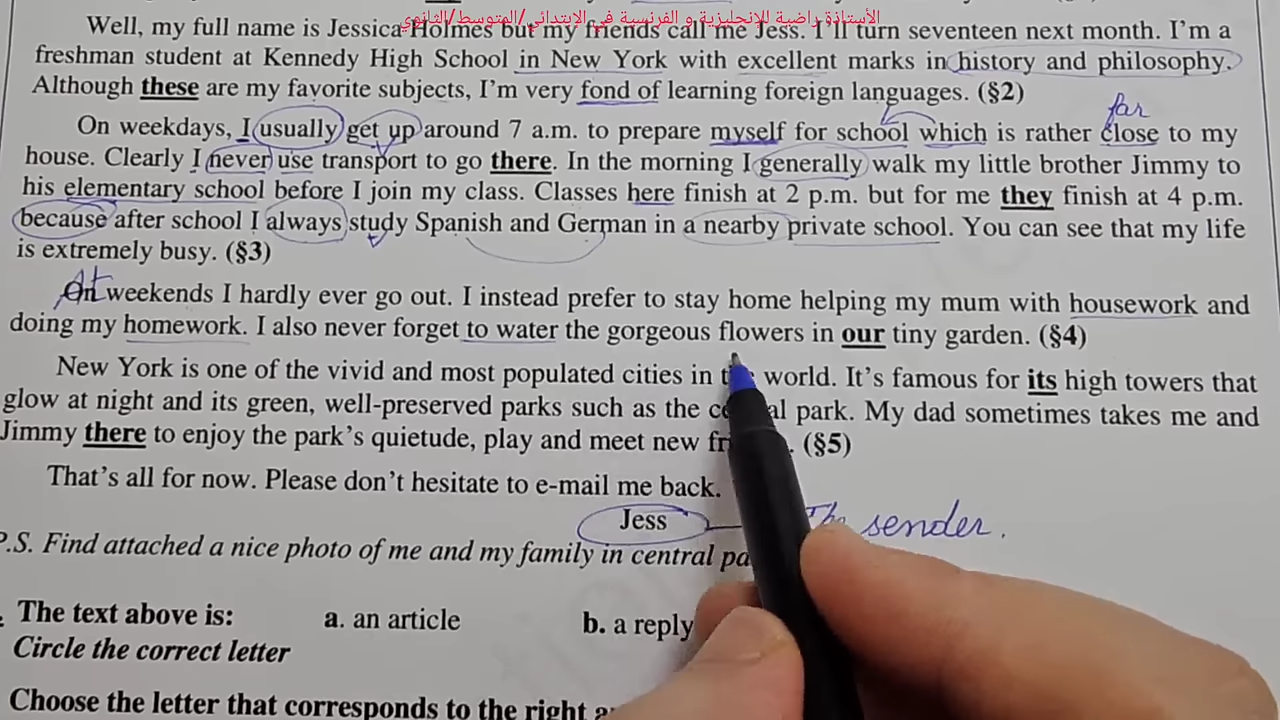 الأستاذة راضية للإنجليزية و الفرنسية في الابتدائي/المتوسط/الثانوي
Well, my full name is Jessica Holmes but my friends call me Jess. I'll turn seventeen next month. I'm a
freshman student at Kennedy High School in New York with excellent marks in history and philosophy.
Although these are my favorite subjects, I'm very fond of learning foreign languages. (§2)
far
On weekdays, I usually get up around 7 a.m. to prepare myself for school which is rather close to my
house. Clearly I never use transport to go there. In the morning I generally walk my little brother Jimmy to
his elementary school before I join my class. Classes here finish at 2 p.m. but for me they finish at 4 p.m.
because after school I always study Spanish and German in a nearby private school. You can see that my life
is extremely busy. (§3)
At
On weekends I hardly ever go out. I instead prefer to stay home helping my mum with housework and
doing my homework. I also never forget to water the gorgeous flowers in our tiny garden. (§4)
New York is one of the vivid and most populated cities in the world. It's famous for its high towers that
glow at night and its green, well-preserved parks such as the central park. My dad sometimes takes me and
Jimmy there to enjoy the park's quietude, play and meet new (§5)
That's all for now. Please don't hesitate to e-mail me back.
Jess The sender.
P.S. Find attached a nice photo of me and my family in central
The text above is: a. an article b. a reply
Circle the correct letter
Choose the letter that corresponds to the right